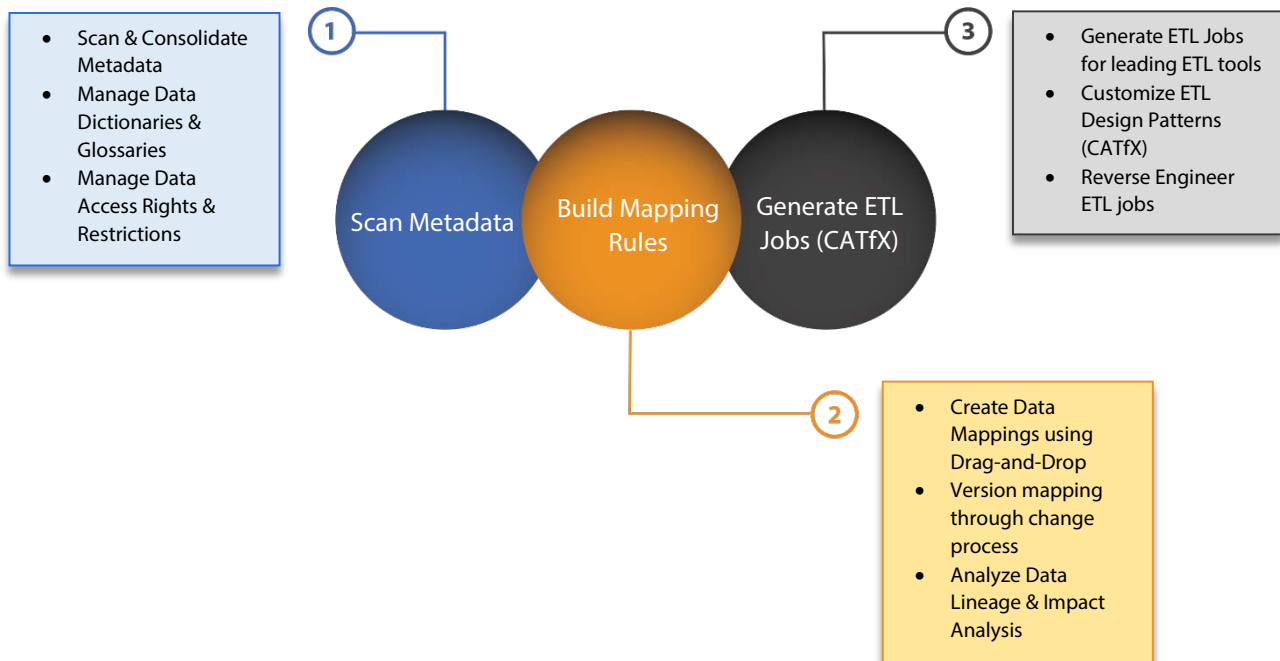 • Scan & Consolidate
Metadata
• Manage Data
Dictionaries &
Glossaries
• Manage Data
Access Rights &
Restrictions
1
Scan Metadata
Build Mapping
Rules
Generate ETL
Jobs (CATfX)
3
• Generate ETL Jobs
for leading ETL tools
• Customize ETL
Design Patterns
(CATfX)
• Reverse Engineer
ETL jobs
2
• Create Data
Mappings using
Drag-and-Drop
• Version mapping
through change
process
• Analyze Data
Lineage & Impact
Analysis